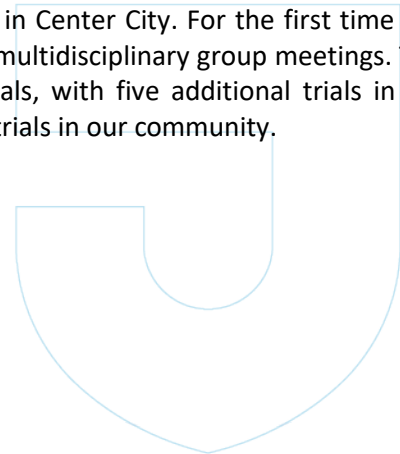 in Center City. For the first time
multidisciplinary group meetings.
als, with five additional trials in
trials in our community.